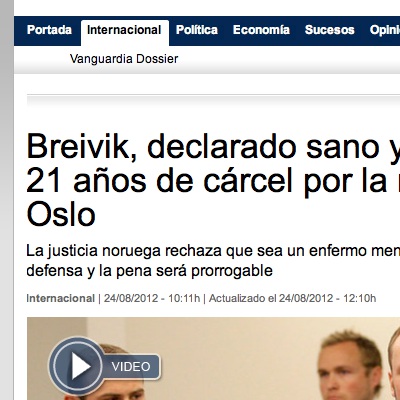 Portada Internacional Política Economía Sucesos
Vanguardia Dossier
Breivik, declarado sano y
21 años de cárcel por la
Oslo
La justicia noruega rechaza que sea un enfermo
defensa y la pena será prorrogable
Internacional | 24/08/2012 - 10:11h | Actualizado el 24/08/2012 - 12:10h
VIDEO